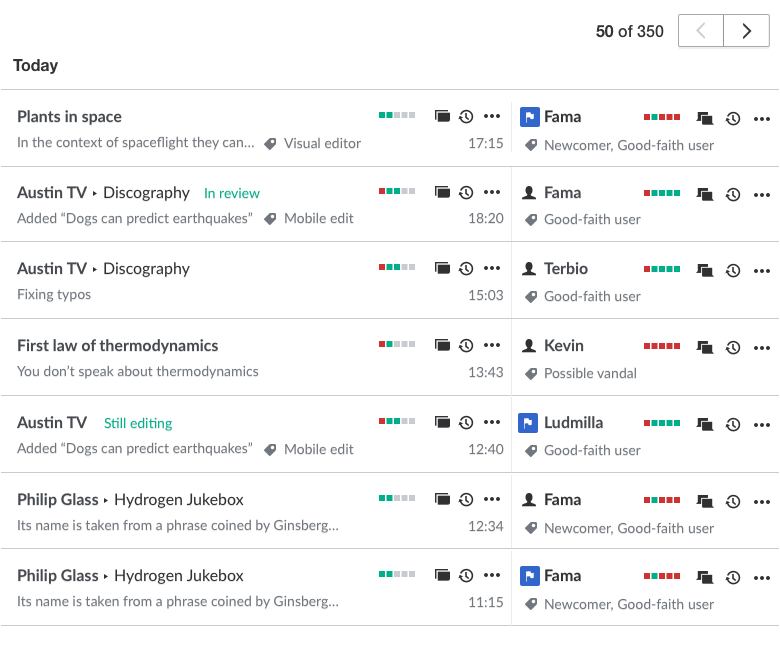 50 of 350
Today
Plants in space
In the context of spaceflight they can... Visual editor 17:15
Fama
Newcomer, Good-faith user
Austin TV ‣ Discography In review
Added “Dogs can predict earthquakes” Mobile edit 18:20
Fama
Good-faith user
Austin TV ‣ Discography
Fixing typos 15:03
Terbio
Good-faith user
First law of thermodynamics
You don’t speak about thermodynamics 13:43
Kevin
Possible vandal
Austin TV Still editing
Added “Dogs can predict earthquakes” Mobile edit 12:40
Ludmilla
Good-faith user
Philip Glass ‣ Hydrogen Jukebox
Its name is taken from a phrase coined by Ginsberg... 12:34
Fama
Newcomer, Good-faith user
Philip Glass ‣ Hydrogen Jukebox
Its name is taken from a phrase coined by Ginsberg... 11:15
Fama
Newcomer, Good-faith user